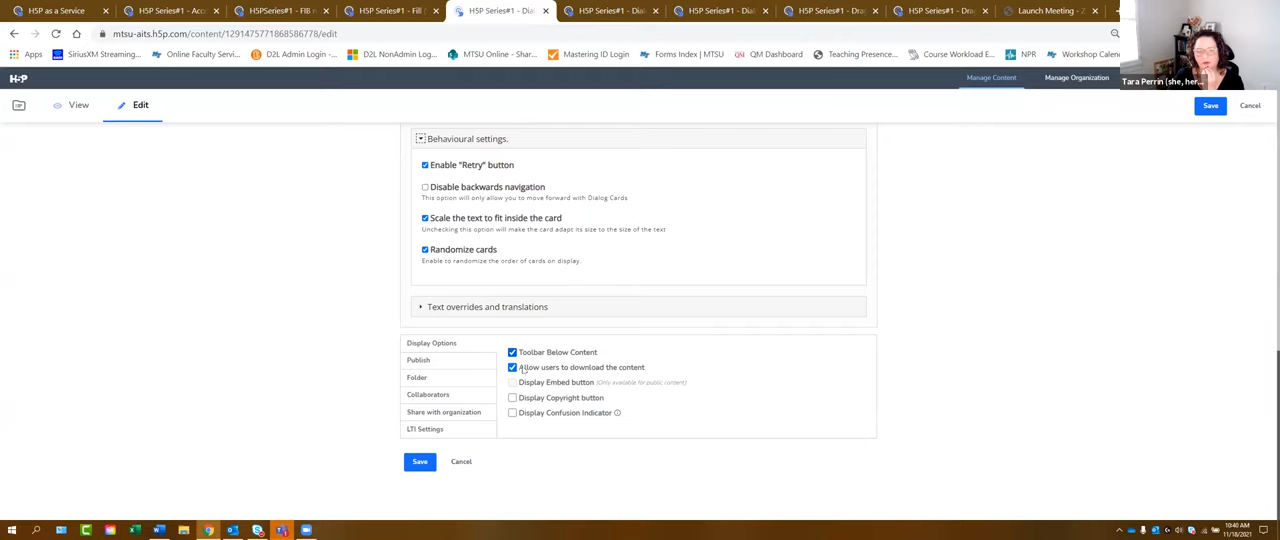 H5P as a Service
H5P Series#1 - Acc
H5PSeries#1 - FIB r
H5P Series#1 - Fill (
H5P Series#1 - Dial
H5P Series#1 - Dial
H5P Series#1 - Dial
H5P Series#1 - Drag
H5P Series#1 - Drag
Launch Meeting - Z
mtsu-aits.h5p.com/content/1291475771868586778/edit
Apps
SiriusXM Streaming...
Online Faculty Servi...
D2L Admin Login -...
D2L NonAdmin Log...
MTSU Online - Share...
Mastering ID Login
Forms Index | MTSU
QM Dashboard
Teaching Presence...
Course Workload E...
NPR
Workshop Calenda
Tara Perrin (she, her...
H5P
Manage Content
Manage Organization
View
Edit
Save
Cancel
Behavioural settings.
Enable "Retry" button
Disable backwards navigation
This option will only allow you to move forward with Dialog Cards
Scale the text to fit inside the card
Unchecking this option will make the card adapt its size to the size of the text
Randomize cards
Enable to randomize the order of cards on display.
Text overrides and translations
Display Options
Publish
Folder
Collaborators
Share with organization
LTI Settings
Toolbar Below Content
Allow users to download the content
Display Embed button (Only available for public content)
Display Copyright button
Display Confusion Indicator
Save
Cancel
10:40 AM
11/18/2021